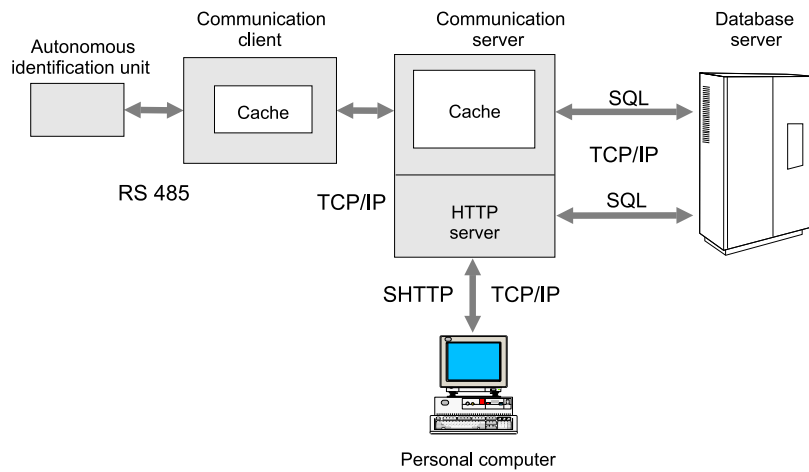 Communication
client
Communication
server
Database
server
Autonomous
identification unit
Cache
Cache
SQL
TCP/IP
RS 485
TCP/IP
SQL
HTTP
server
SHTTP
TCP/IP
Personal computer